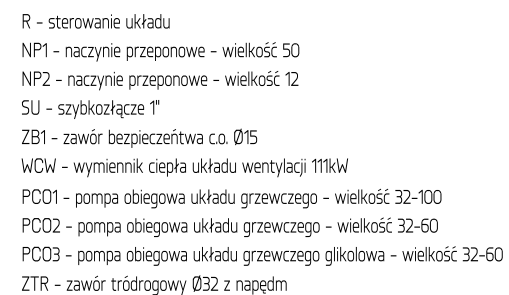 R - sterowanie układu
NP1 - naczynie przeponowe - wielkość 50
NP2 - naczynie przeponowe - wielkość 12
SU - szybkozłącze 1"
ZB1 - zawór bezpieczeńtwa c.o. Ø15
WCW - wymiennik ciepła układu wentylacji 111kW
PCO1 - pompa obiegowa układu grzewczego - wielkość 32-100
PCO2 - pompa obiegowa układu grzewczego - wielkość 32-60
PCO3 - pompa obiegowa układu grzewczego glikolowa - wielkość 32-60
ZTR - zawór tródrogowy Ø32 z napędm